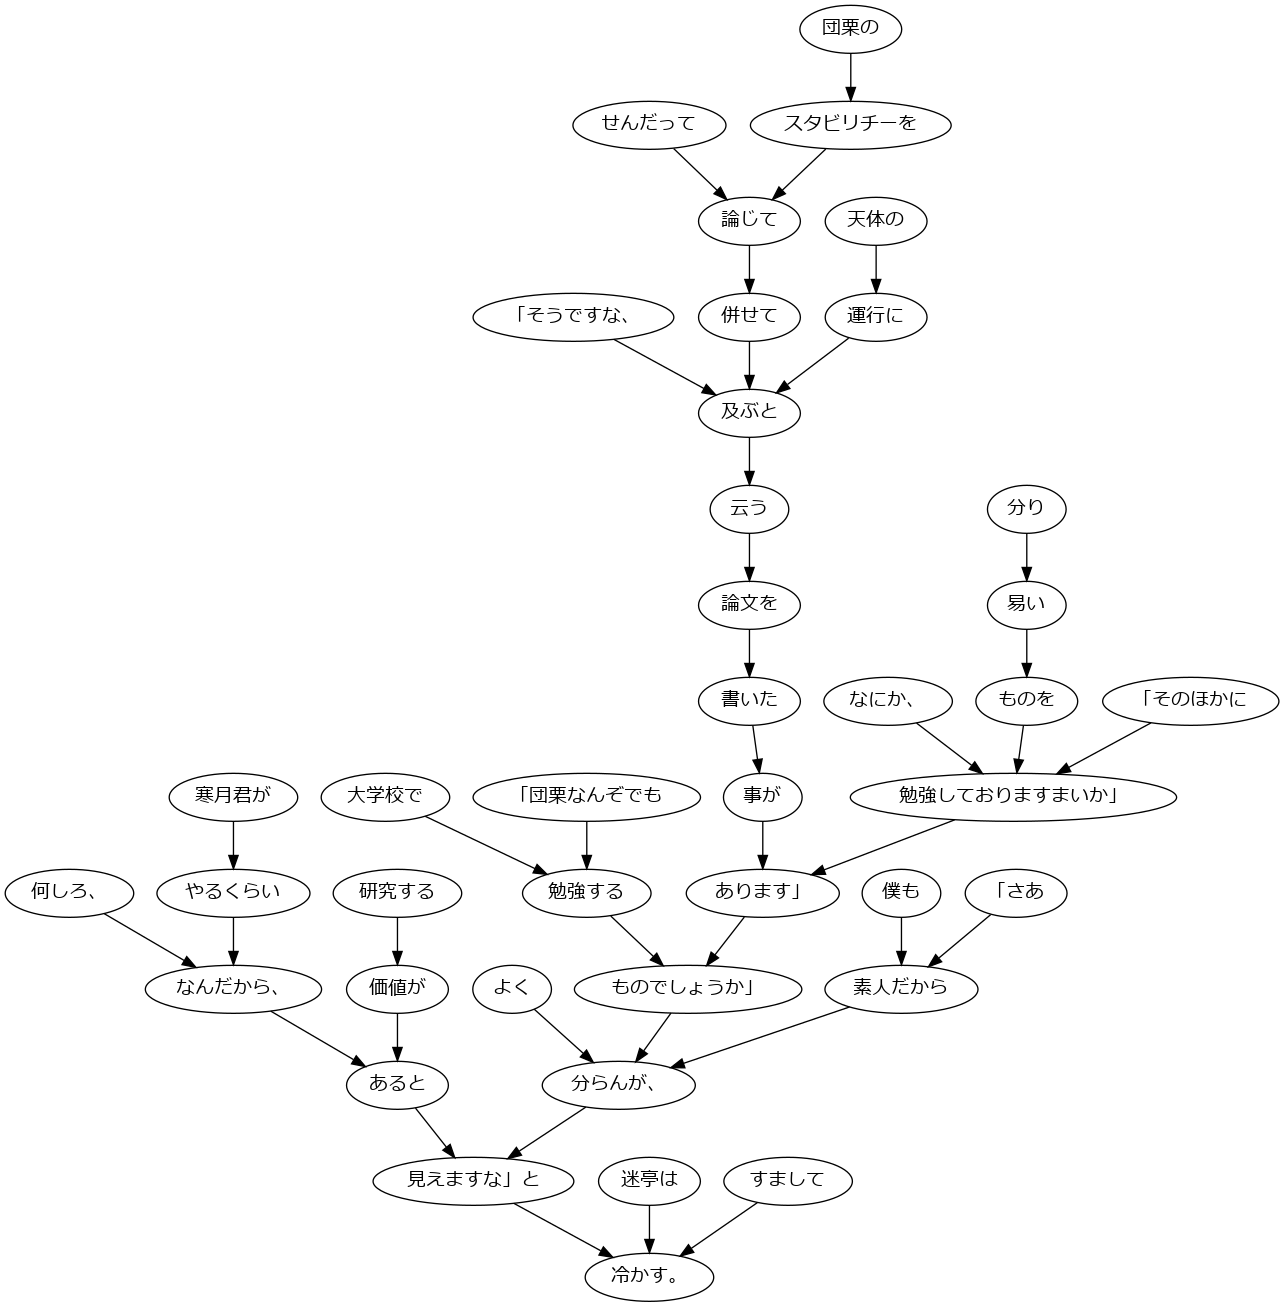 団栗の
せんだって
スタビリチーを
論じて
天体の
「そうですな、
併せて
運行に
及ぶと
云う
分り
論文を
易い
書いた
なにか、
ものを
「そのほかに
寒月君が
大学校で
「団栗なんぞでも
事が
勉強しておりますまいか」
何しろ、
やるくらい
研究する
勉強する
あります」
僕も
「さあ
なんだから、
価値が
よく
ものでしょうか」
素人だから
あると
分らんが、
見えますな」と
迷亭は
すまして
冷かす。